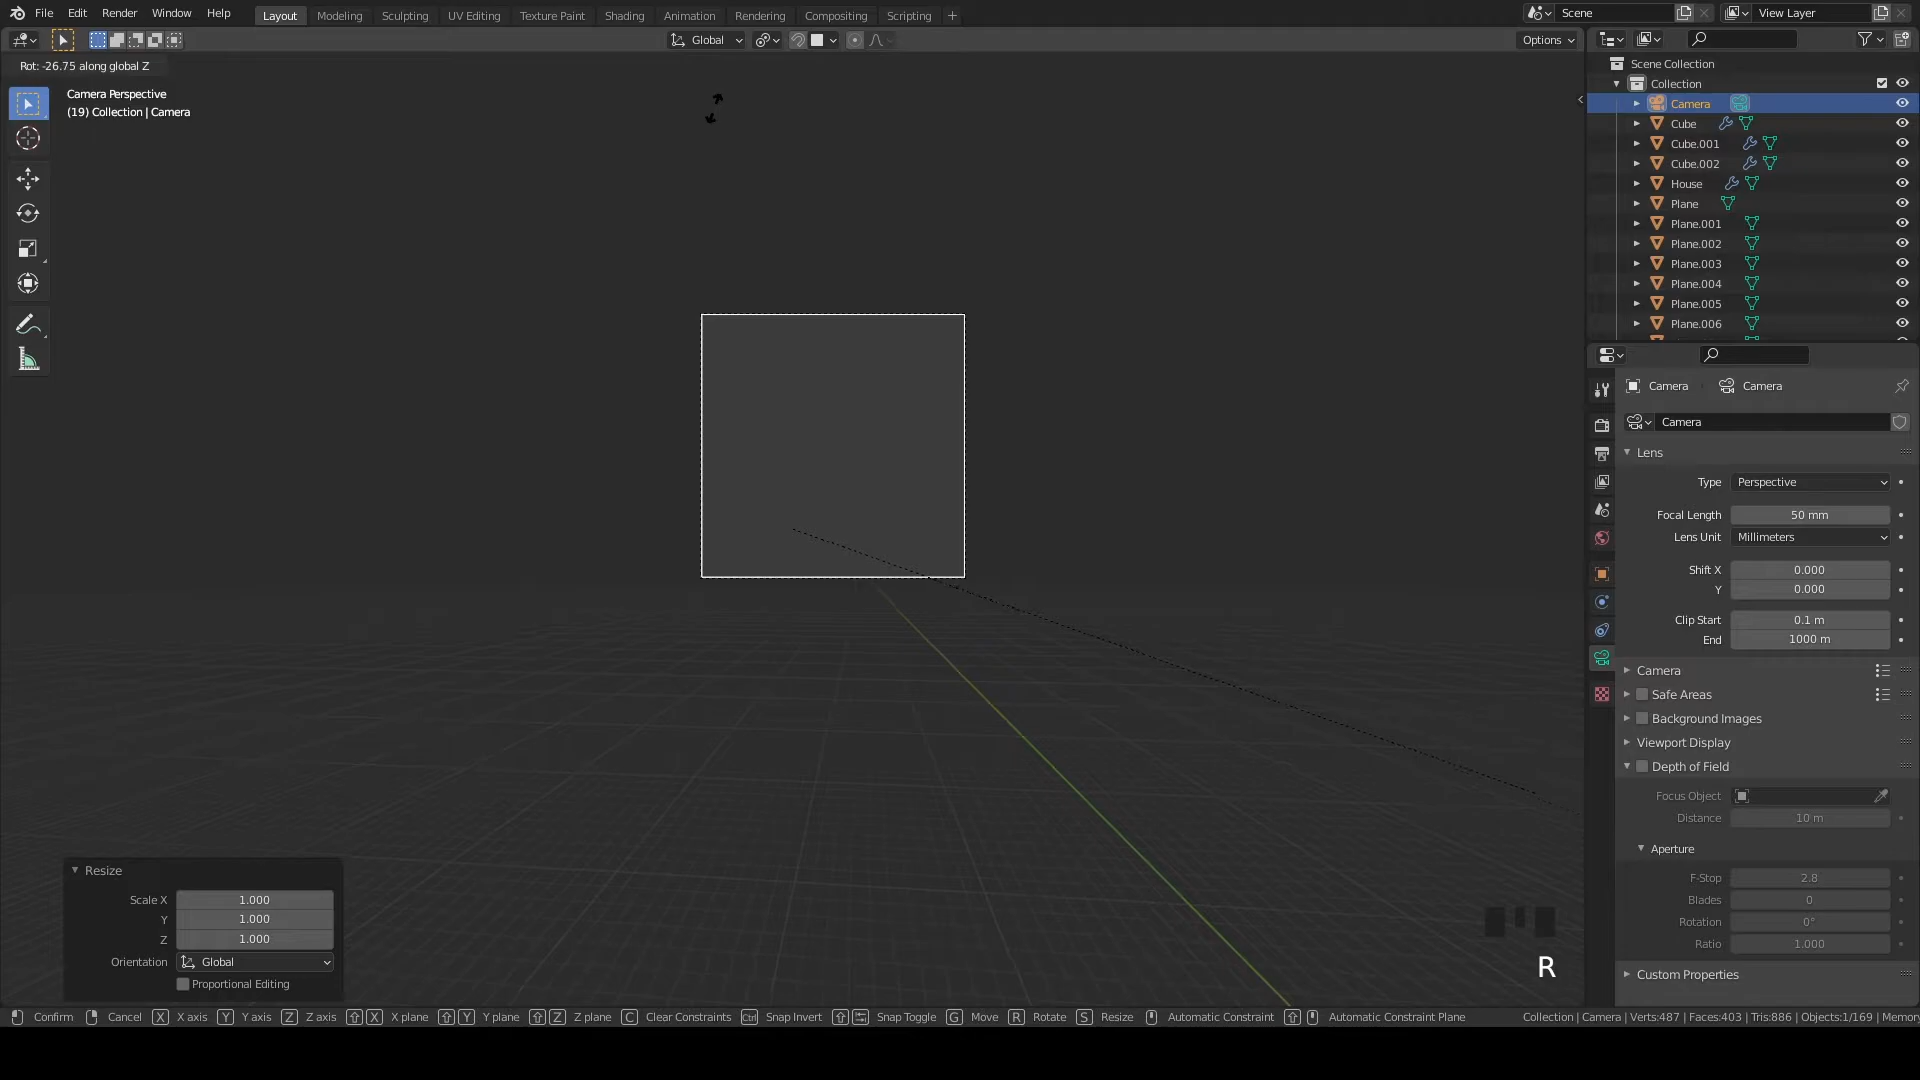 File Edit Render Window Help Layout Modeling Sculpting UV Editing Texture Paint Shading Animation Rendering Compositing Scripting + Scene View Layer
Global Options
Rot: -26.75 along global Z
Camera Perspective
(19) Collection | Camera
Scene Collection
Collection
Camera
Cube
Cube.001
Cube.002
House
Plane
Plane.001
Plane.002
Plane.003
Plane.004
Plane.005
Plane.006
Camera Camera
Camera
Lens
Type Perspective
Focal Length 50 mm
Lens Unit Millimeters
Shift X 0.000
Y 0.000
Clip Start 0.1 m
End 1000 m
Camera
Safe Areas
Background Images
Viewport Display
Depth of Field
Focus Object
Distance 10 m
Aperture
F-Stop 2.8
Blades 0
Rotation 0°
Ratio 1.000
Custom Properties
Resize
Scale X 1.000
Y 1.000
Z 1.000
Orientation Global
Proportional Editing
R
Confirm Cancel X X axis Y Y axis Z Z axis X X plane Y Y plane Z Z plane C Clear Constraints Ctrl Snap Invert Snap Toggle G Move R Rotate S Resize Automatic Constraint Automatic Constraint Plane Collection | Camera | Verts:487 | Faces:403 | Tris:886 | Objects:1/169 | Memory